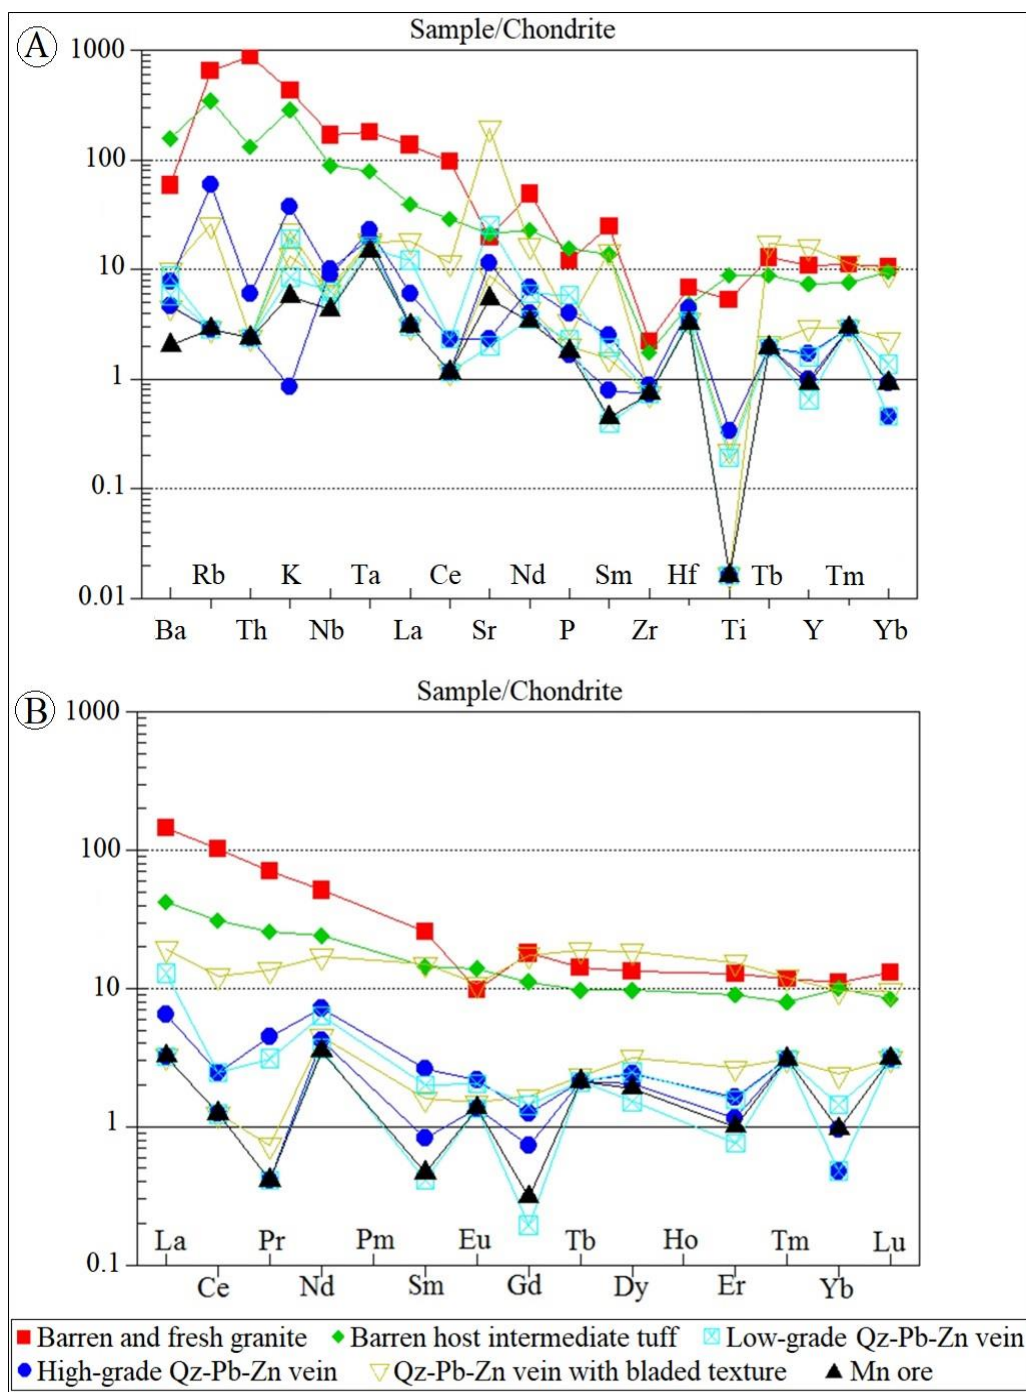 A
Sample/Chondrite
1000
100
10
1
0.1
0.01
Rb K Ta Ce Nd Sm Hf Tb Tm
Ba Th Nb La Sr P Zr Ti Y Yb
B
Sample/Chondrite
1000
100
10
1
0.1
La Pr Pm Eu Tb Ho Tm Lu
Ce Nd Sm Gd Dy Er Yb
Barren and fresh granite Barren host intermediate tuff Low-grade Qz-Pb-Zn vein
High-grade Qz-Pb-Zn vein Qz-Pb-Zn vein with bladed texture Mn ore